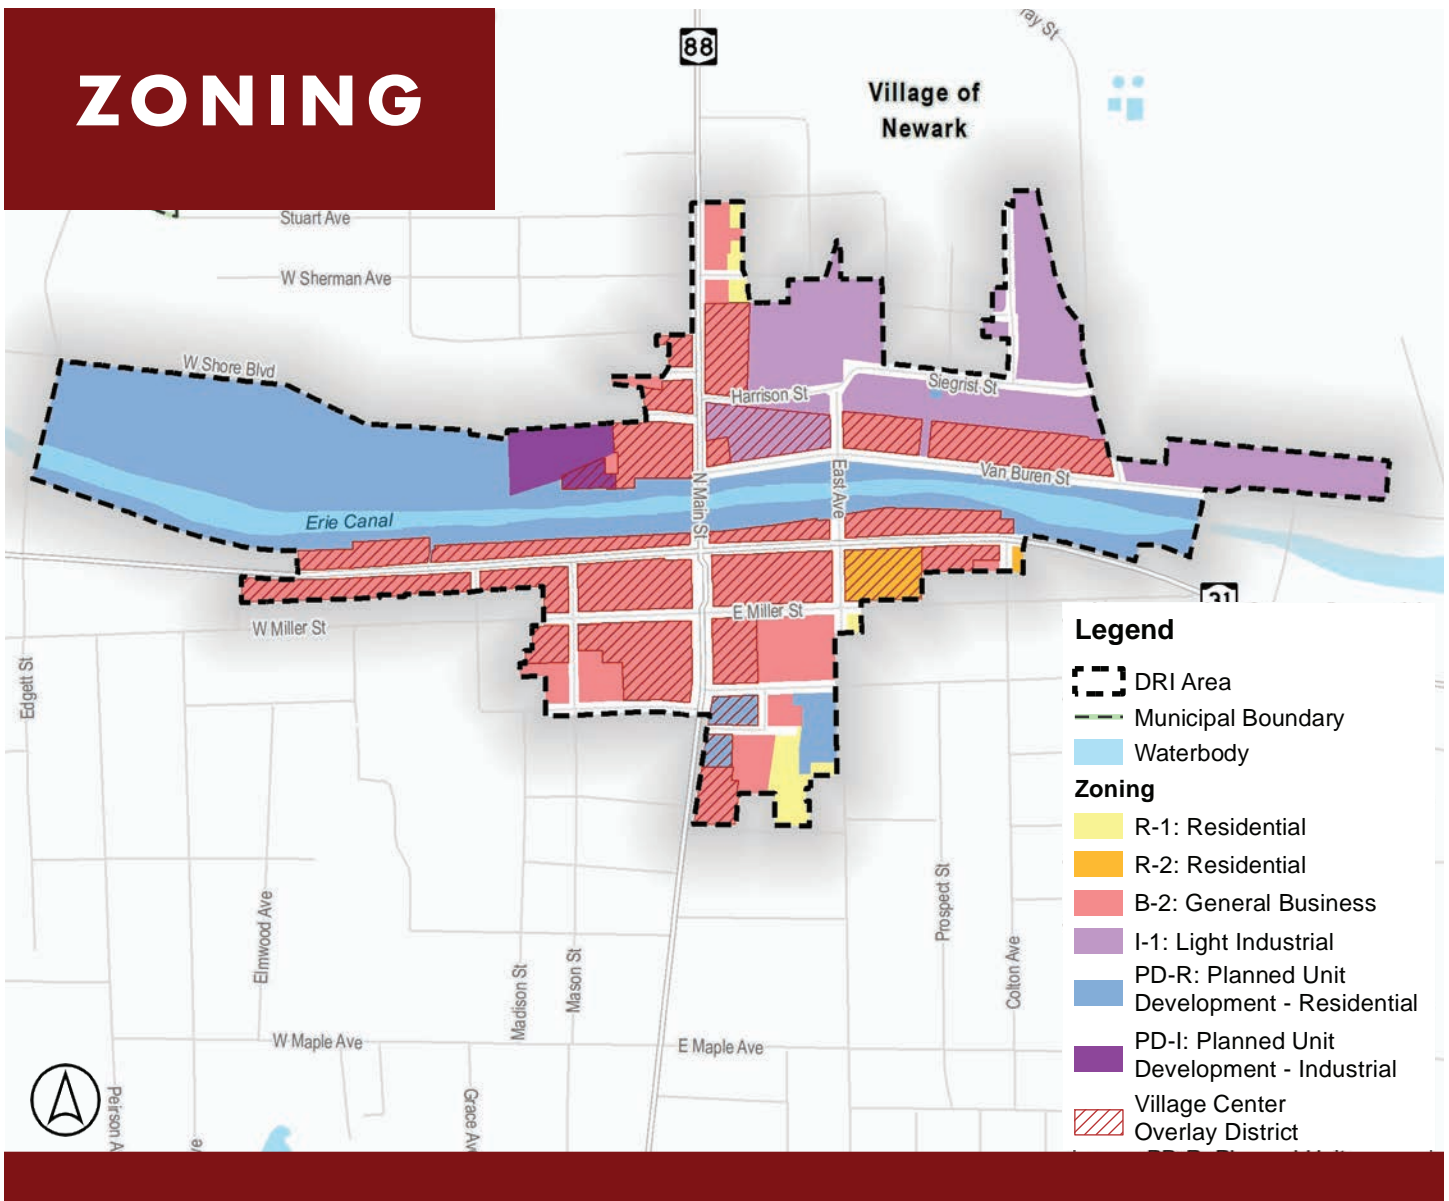 ZONING
88
Village of
Newark
Stuart Ave
W Sherman Ave
W Shore Blvd
Harrison St
Siegrist St
Van Buren St
Erie Canal
N Main St
East Ave
31
W Miller St
E Miller St
Edgett St
Elmwood Ave
Madison St
Mason St
Prospect St
Colton Ave
W Maple Ave
E Maple Ave
Peirson A
Grace Av
Legend
DRI Area
Municipal Boundary
Waterbody
Zoning
R-1: Residential
R-2: Residential
B-2: General Business
I-1: Light Industrial
PD-R: Planned Unit
Development - Residential
PD-I: Planned Unit
Development - Industrial
Village Center
Overlay District